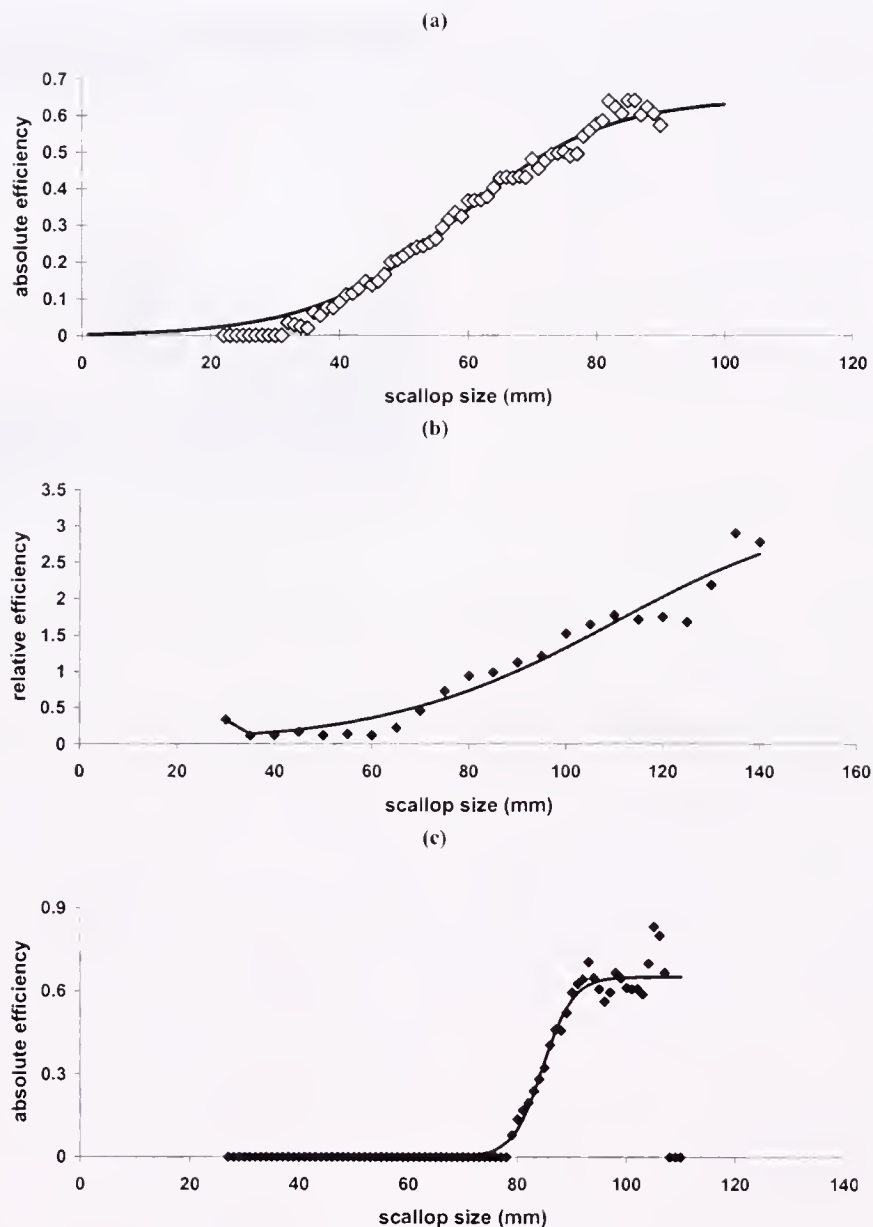 (a)
0.7
0.6
0.5
0.4
0.3
0.2
0.1
0
absolute efficiency
0 20 40 60 80 100 120
scallop size (mm)
(b)
3.5
3
2.5
2
1.5
1
0.5
0
relative efficiency
0 20 40 60 80 100 120 140 160
scallop size (mm)
(c)
0.9
0.6
0.3
0
absolute efficiency
0 20 40 60 80 100 120 140
scallop size (mm)